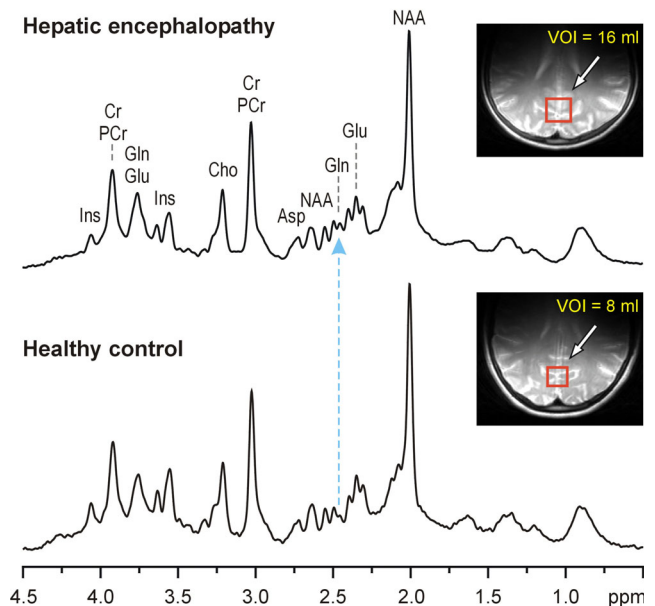 Hepatic encephalopathy
NAA
VOI = 16 ml
Cr
PCr
Cr
PCr
Gln
Glu
Glu
Gln
Ins
Ins
Cho
NAA
Asp
VOI = 8 ml
Healthy control
4.5 4.0 3.5 3.0 2.5 2.0 1.5 1.0 ppm